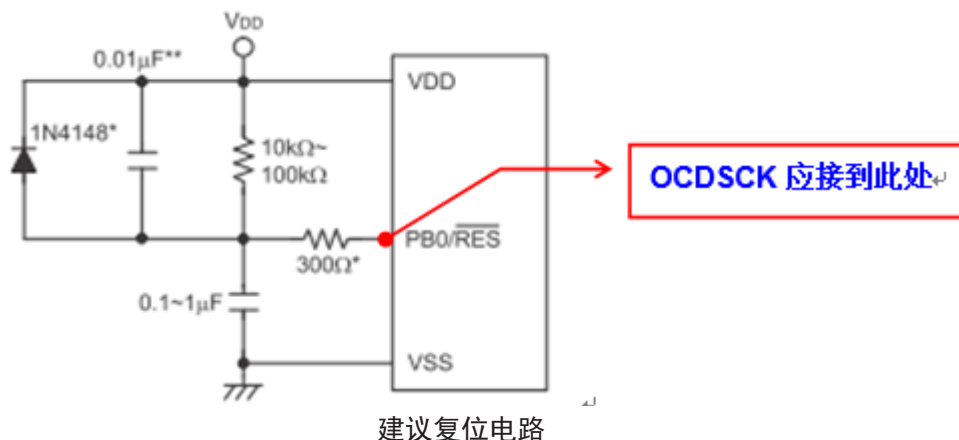 VDD
0.01μF**
VDD
1N4148*
10kΩ~
100kΩ
OCDSCK 应接到此处↵
PB0/R̅E̅S̅
300Ω*
0.1~1μF
VSS
↵
建议复位电路